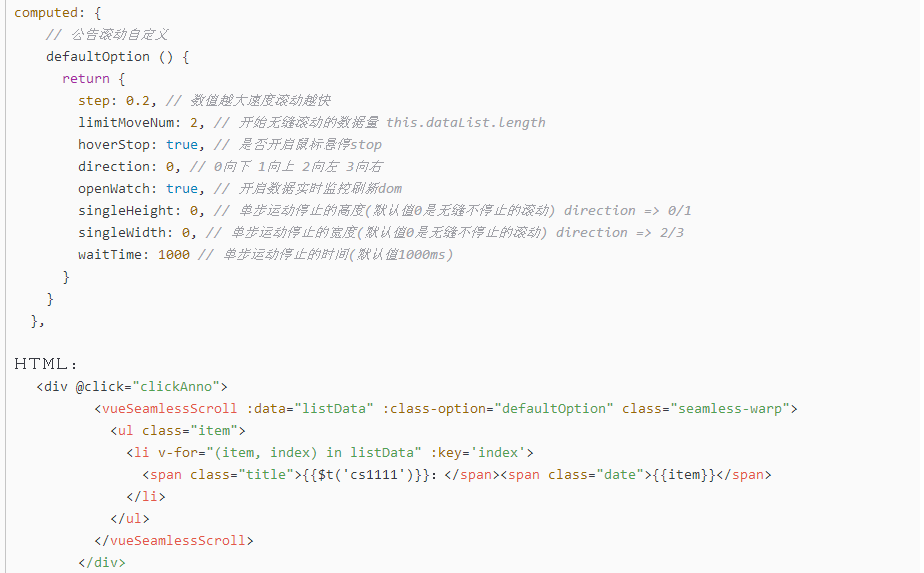 computed: {
    // 公告滚动自定义
    defaultOption () {
      return {
        step: 0.2, // 数值越大速度滚动越快
        limitMoveNum: 2, // 开始无缝滚动的数据量 this.dataList.length
        hoverStop: true, // 是否开启鼠标悬停stop
        direction: 0, // 0向下 1向上 2向左 3向右
        openWatch: true, // 开启数据实时监控刷新dom
        singleHeight: 0, // 单步运动停止的高度(默认值0是无缝不停止的滚动) direction => 0/1
        singleWidth: 0, // 单步运动停止的宽度(默认值0是无缝不停止的滚动) direction => 2/3
        waitTime: 1000 // 单步运动停止的时间(默认值1000ms)
      }
    }
  },
HTML：
<div @click="clickAnno">
        <vueSeamlessScroll :data="listData" :class-option="defaultOption" class="seamless-warp">
          <ul class="item">
            <li v-for="(item, index) in listData" :key='index'>
              <span class="title">{{$t('cs1111')}}：</span><span class="date">{{item}}</span>
            </li>
          </ul>
        </vueSeamlessScroll>
      </div>